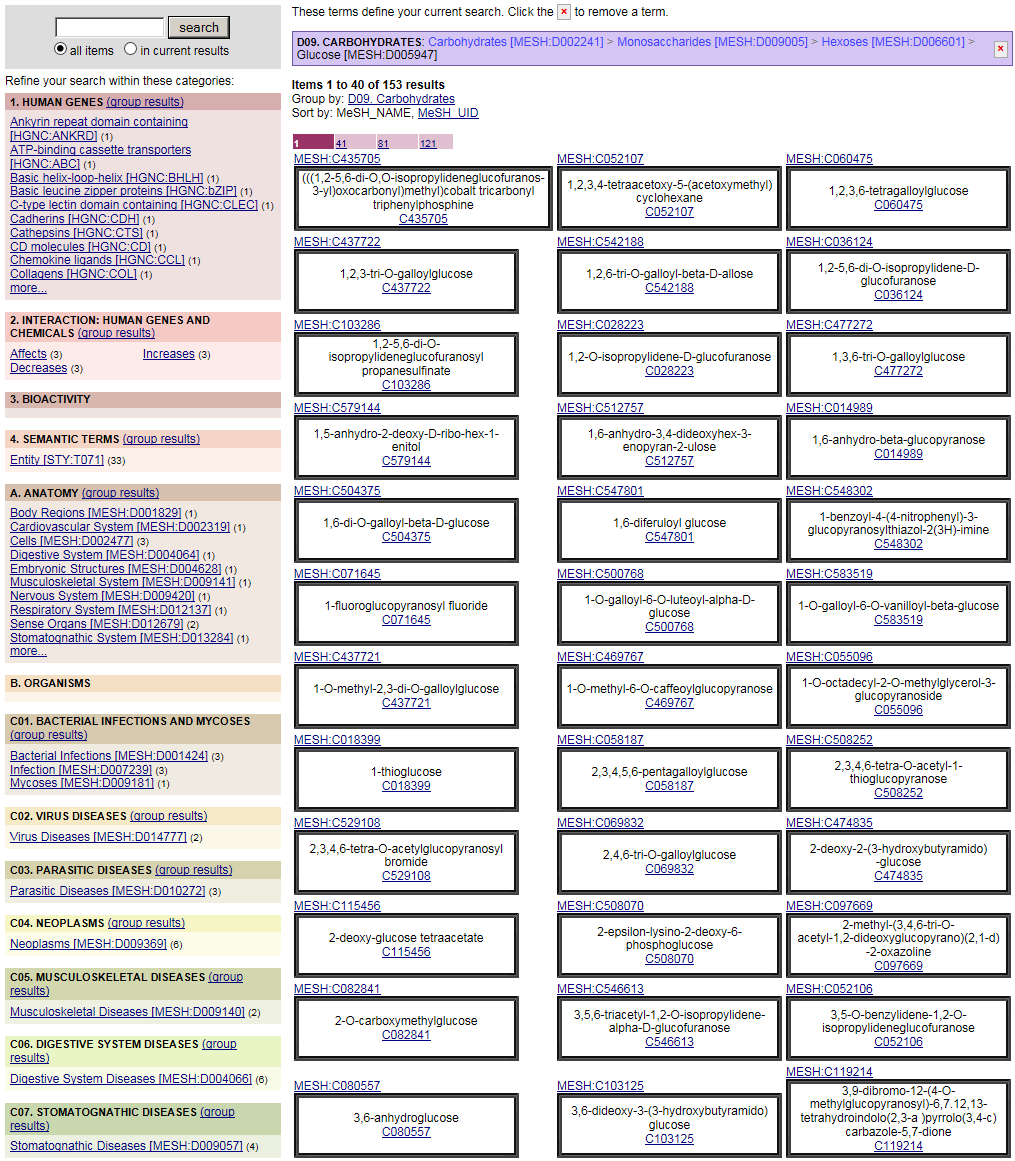 search
all items in current results
Refine your search within these categories:
1. HUMAN GENES (group results)
Ankyrin repeat domain containing
[HGNC:ANKRD] (1)
ATP-binding cassette transporters
[HGNC:ABC] (1)
Basic helix-loop-helix [HGNC:BHLH] (1)
Basic leucine zipper proteins [HGNC:bZIP] (1)
C-type lectin domain containing [HGNC:CLEC] (1)
Cadherins [HGNC:CDH] (1)
Cathepsins [HGNC:CTS] (1)
CD molecules [HGNC:CD] (1)
Chemokine ligands [HGNC:CCL] (1)
Collagens [HGNC:COL] (1)
more...
2. INTERACTION: HUMAN GENES AND
CHEMICALS (group results)
Affects (3) Increases (3)
Decreases (3)
3. BIOACTIVITY
4. SEMANTIC TERMS (group results)
Entity [STY:T071] (33)
A. ANATOMY (group results)
Body Regions [MESH:D001829] (1)
Cardiovascular System [MESH:D002319] (1)
Cells [MESH:D002477] (3)
Digestive System [MESH:D004064] (1)
Embryonic Structures [MESH:D004628] (1)
Musculoskeletal System [MESH:D009141] (1)
Nervous System [MESH:D009420] (1)
Respiratory System [MESH:D012137] (1)
Sense Organs [MESH:D012679] (2)
Stomatognathic System [MESH:D013284] (1)
more...
B. ORGANISMS
C01. BACTERIAL INFECTIONS AND MYCOSES
(group results)
Bacterial Infections [MESH:D001424] (3)
Infection [MESH:D007239] (3)
Mycoses [MESH:D009181] (1)
C02. VIRUS DISEASES (group results)
Virus Diseases [MESH:D014777] (2)
C03. PARASITIC DISEASES (group results)
Parasitic Diseases [MESH:D010272] (3)
C04. NEOPLASMS (group results)
Neoplasms [MESH:D009369] (6)
C05. MUSCULOSKELETAL DISEASES (group
results)
Musculoskeletal Diseases [MESH:D009140] (2)
C06. DIGESTIVE SYSTEM DISEASES (group
results)
Digestive System Diseases [MESH:D004066] (6)
C07. STOMATOGNATHIC DISEASES (group
results)
Stomatognathic Diseases [MESH:D009057] (4)
These terms define your current search. Click the × to remove a term.
D09. CARBOHYDRATES: Carbohydrates [MESH:D002241] > Monosaccharides [MESH:D009005] > Hexoses [MESH:D006601] >
Glucose [MESH:D005947] ×
Items 1 to 40 of 153 results
Group by: D09. Carbohydrates
Sort by: MeSH_NAME, MeSH_UID
1 41 81 121
MESH:C435705
(((1,2-5,6-di-O,O-isopropylideneglucofuranos-
3-yl)oxocarbonyl)methyl)cobalt tricarbonyl
triphenylphosphine
C435705
MESH:C052107
1,2,3,4-tetraacetoxy-5-(acetoxymethyl)
cyclohexane
C052107
MESH:C060475
1,2,3,6-tetragalloylglucose
C060475
MESH:C437722
1,2,3-tri-O-galloylglucose
C437722
MESH:C542188
1,2,6-tri-O-galloyl-beta-D-allose
C542188
MESH:C036124
1,2-5,6-di-O-isopropylidene-D-
glucofuranose
C036124
MESH:C103286
1,2-5,6-di-O-
isopropylideneglucofuranosyl
propanesulfinate
C103286
MESH:C028223
1,2-O-isopropylidene-D-glucofuranose
C028223
MESH:C477272
1,3,6-tri-O-galloylglucose
C477272
MESH:C579144
1,5-anhydro-2-deoxy-D-ribo-hex-1-
enitol
C579144
MESH:C512757
1,6-anhydro-3,4-dideoxyhex-3-
enopyran-2-ulose
C512757
MESH:C014989
1,6-anhydro-beta-glucopyranose
C014989
MESH:C504375
1,6-di-O-galloyl-beta-D-glucose
C504375
MESH:C547801
1,6-diferuloyl glucose
C547801
MESH:C548302
1-benzoyl-4-(4-nitrophenyl)-3-
glucopyranosylthiazol-2(3H)-imine
C548302
MESH:C071645
1-fluoroglucopyranosyl fluoride
C071645
MESH:C500768
1-O-galloyl-6-O-luteoyl-alpha-D-
glucose
C500768
MESH:C583519
1-O-galloyl-6-O-vanilloyl-beta-glucose
C583519
MESH:C437721
1-O-methyl-2,3-di-O-galloylglucose
C437721
MESH:C469767
1-O-methyl-6-O-caffeoylglucopyranose
C469767
MESH:C055096
1-O-octadecyl-2-O-methylglycerol-3-
glucopyranoside
C055096
MESH:C018399
1-thioglucose
C018399
MESH:C058187
2,3,4,5,6-pentagalloylglucose
C058187
MESH:C508252
2,3,4,6-tetra-O-acetyl-1-
thioglucopyranose
C508252
MESH:C529108
2,3,4,6-tetra-O-acetylglucopyranosyl
bromide
C529108
MESH:C069832
2,4,6-tri-O-galloylglucose
C069832
MESH:C474835
2-deoxy-2-(3-hydroxybutyramido)
-glucose
C474835
MESH:C115456
2-deoxy-glucose tetraacetate
C115456
MESH:C508070
2-epsilon-lysino-2-deoxy-6-
phosphoglucose
C508070
MESH:C097669
2-methyl-(3,4,6-tri-O-
acetyl-1,2-dideoxyglucopyrano)(2,1-d)
-2-oxazoline
C097669
MESH:C082841
2-O-carboxymethylglucose
C082841
MESH:C546613
3,5,6-triacetyl-1,2-O-isopropylidene-
alpha-D-glucofuranose
C546613
MESH:C052106
3,5-O-benzylidene-1,2-O-
isopropylideneglucofuranose
C052106
MESH:C080557
3,6-anhydroglucose
C080557
MESH:C103125
3,6-dideoxy-3-(3-hydroxybutyramido)
glucose
C103125
MESH:C119214
3,9-dibromo-12-(4-O-
methylglucopyranosyl)-6,7.12,13-
tetrahydroindolo(2,3-a )pyrrolo(3,4-c)
carbazole-5,7-dione
C119214